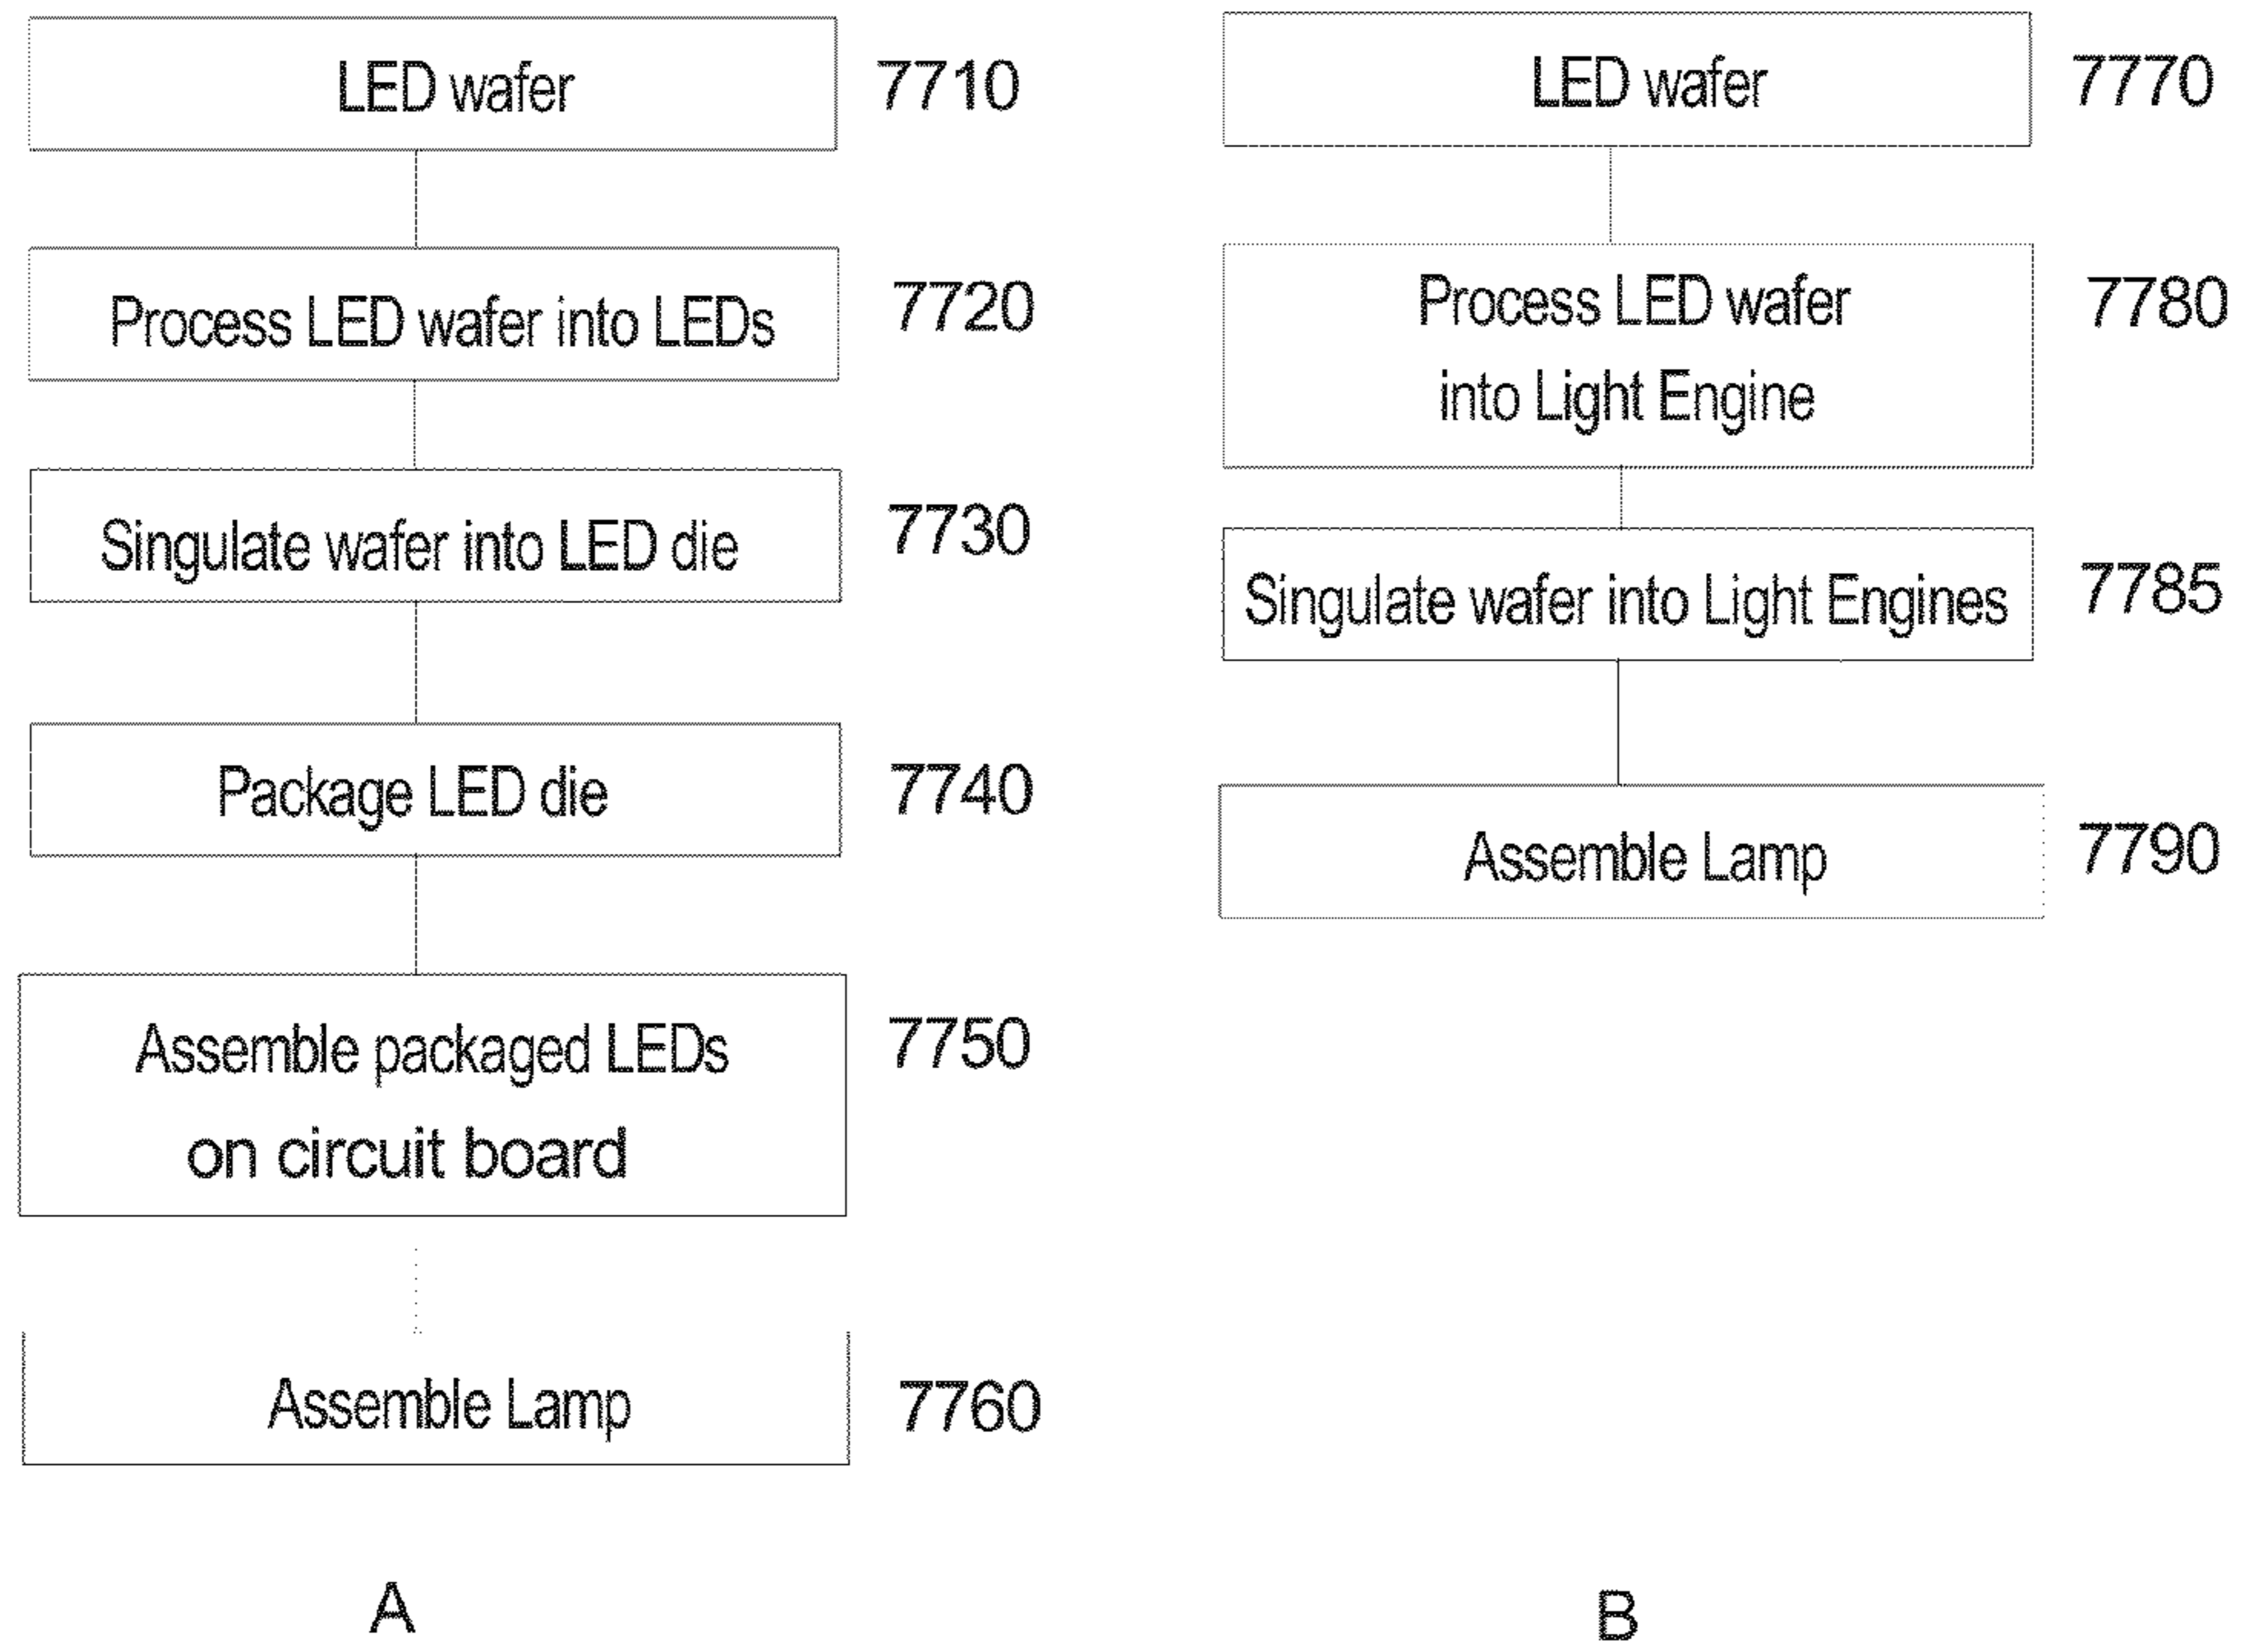 LED wafer
7710
Process LED wafer into LEDs
7720
Singulate wafer into LED die
7730
Package LED die
7740
Assemble packaged LEDs
on circuit board
7750
Assemble Lamp
7760
A
LED wafer
7770
Process LED wafer
into Light Engine
7780
Singulate wafer into Light Engines
7785
Assemble Lamp
7790
B